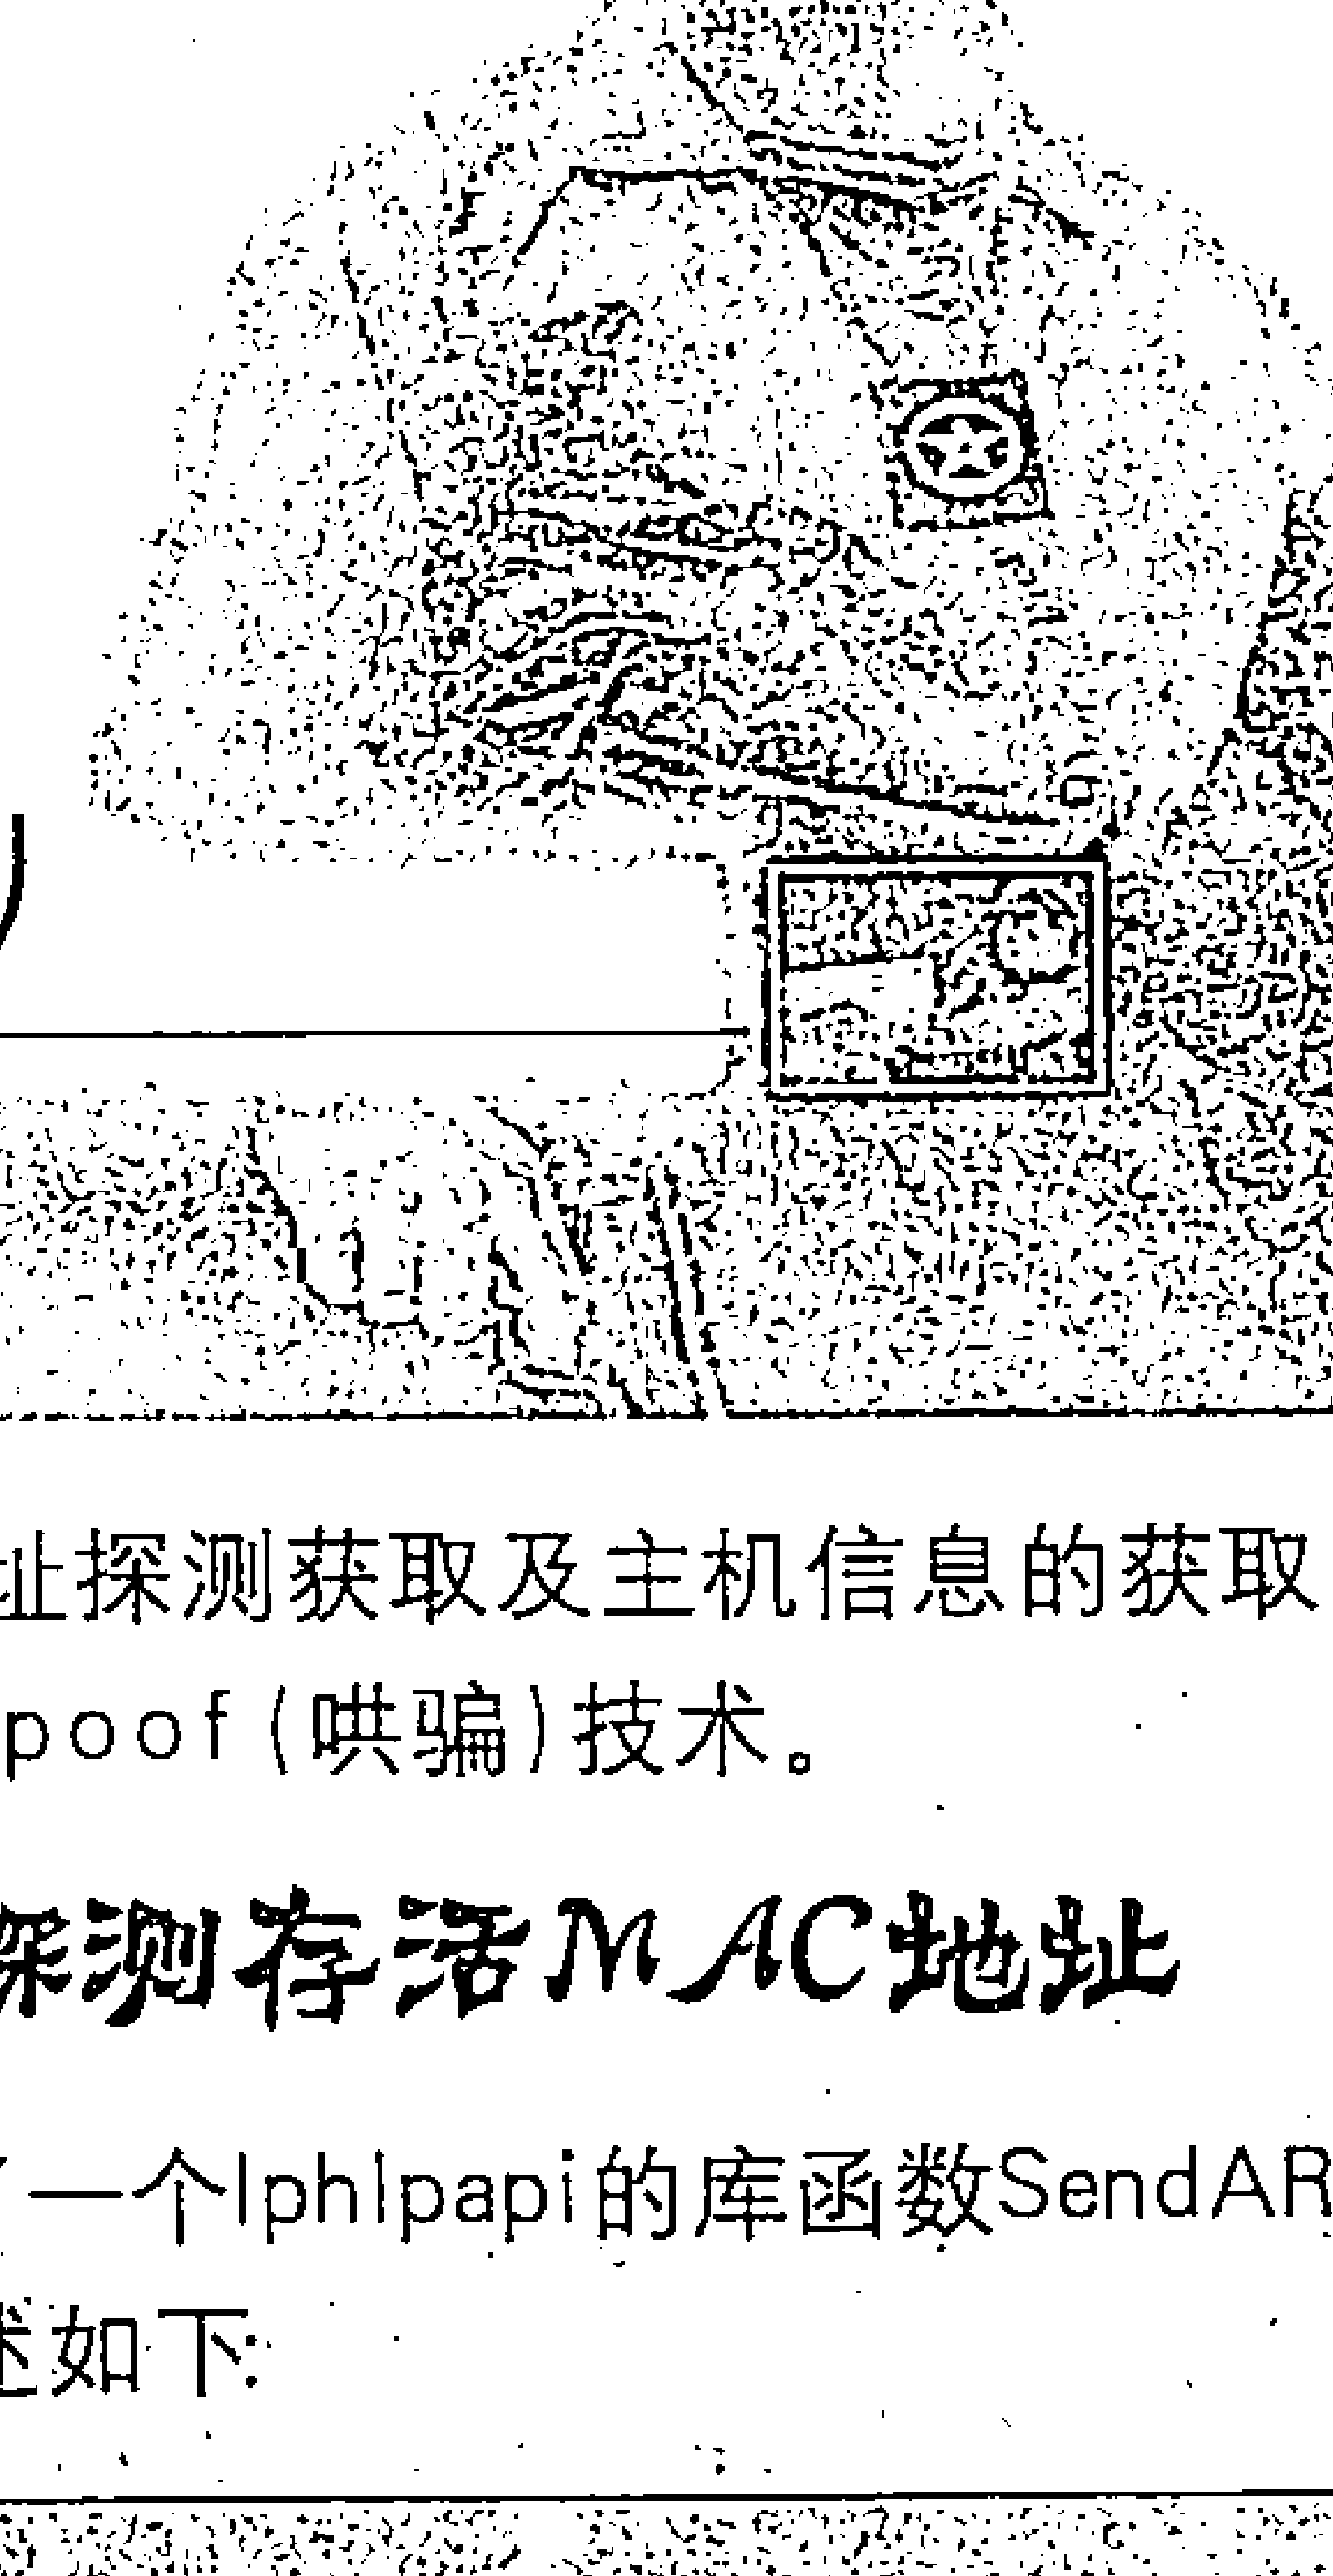 址探测获取及主机信息的获取
poof(哄骗)技术。
探测存活MAC地址
一个Iphlpapi的库函数SendAR
述如下: